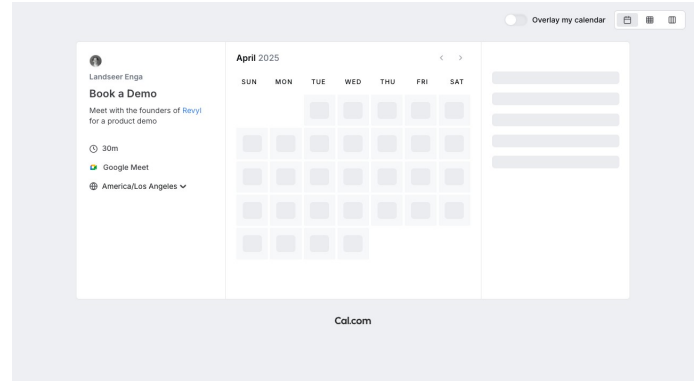 Overlay my calendar
Landseer Enga
Book a Demo
Meet with the founders of Revyl
for a product demo
30m
Google Meet
America/Los Angeles
April 2025
SUN MON TUE WED THU FRI SAT
Cal.com